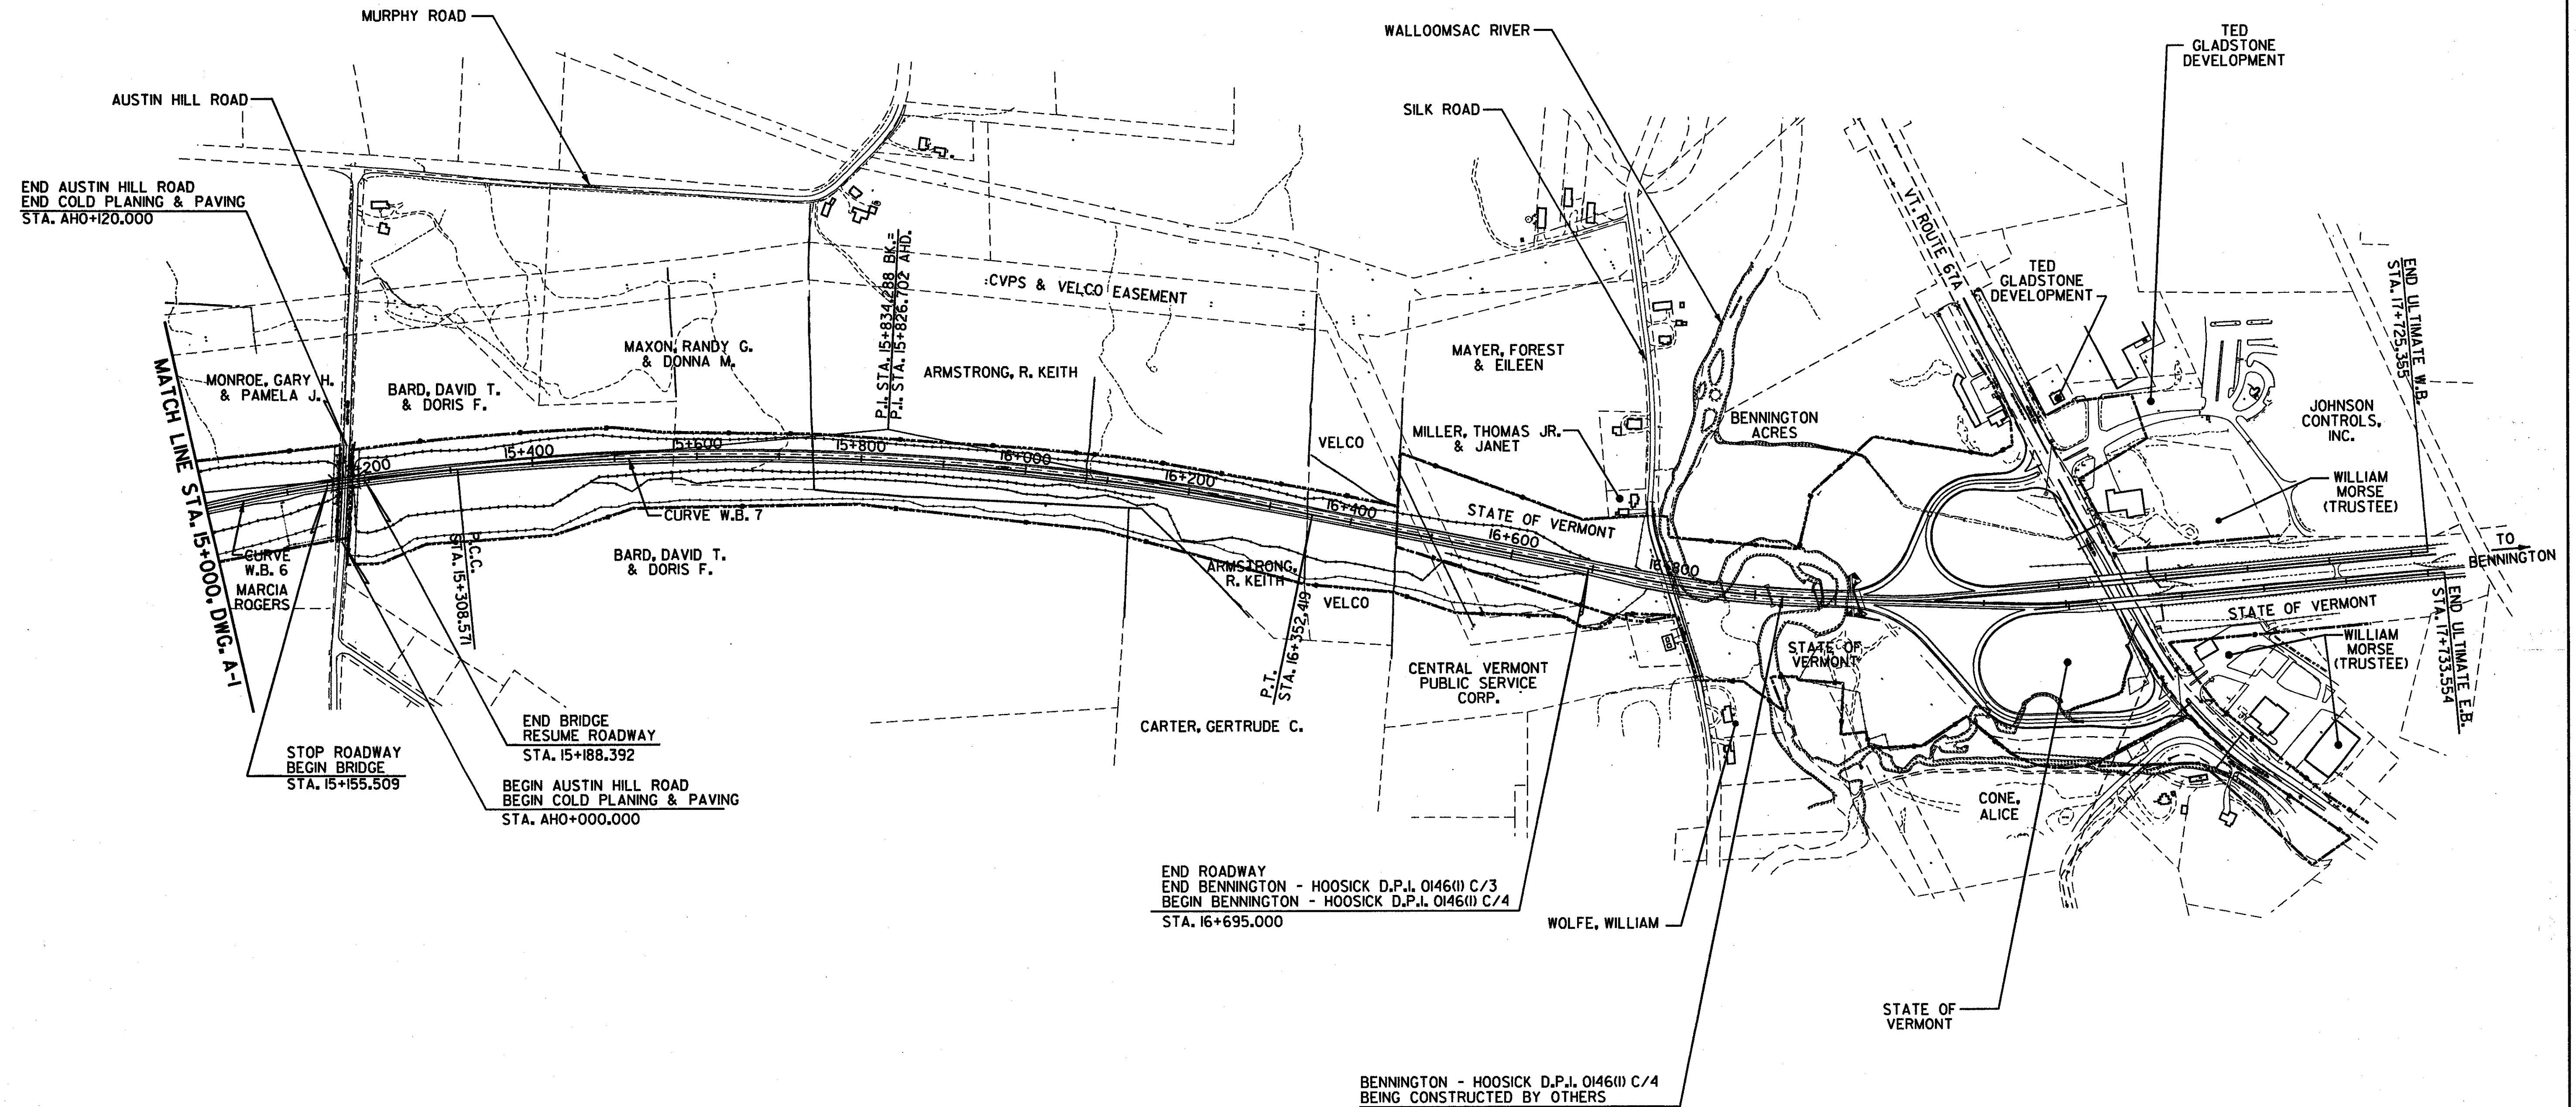 MURPHY ROAD
WALLOOMSAC RIVER
TED
GLADSTONE
DEVELOPMENT
AUSTIN HILL ROAD
SILK ROAD
END AUSTIN HILL ROAD
END COLD PLANING & PAVING
STA. AH0+120.000
VT. ROUTE 67A
TED
GLADSTONE
DEVELOPMENT
END ULTIMATE W.B.
STA. 17+725.355
P.I. STA. 15+834.288 BK.=
P.I. STA. 15+826.702 AHD.
CVPS & VELCO EASEMENT
MATCH LINE STA. 15+000, DWG. A-1
MONROE, GARY H.
& PAMELA J.
BARD, DAVID T.
& DORIS F.
MAXON, RANDY G.
& DONNA M.
ARMSTRONG, R. KEITH
MAYER, FOREST
& EILEEN
JOHNSON
CONTROLS,
INC.
BENNINGTON
ACRES
VELCO
MILLER, THOMAS JR.
& JANET
+200
15+400
15+600
15+800
16+000
16+200
16+400
16+600
16+800
WILLIAM
MORSE
(TRUSTEE)
STATE OF VERMONT
CURVE W.B. 7
CURVE
W.B. 6
P.C.C.
STA. 15+308.571
BARD, DAVID T.
& DORIS F.
ARMSTRONG,
R. KEITH
VELCO
TO
BENNINGTON
MARCIA
ROGERS
STATE OF VERMONT
END ULTIMATE E.B.
STA. 17+733.554
P.T.
STA. 16+352.419
STATE OF
VERMONT
WILLIAM
MORSE
(TRUSTEE)
CENTRAL VERMONT
PUBLIC SERVICE
CORP.
CARTER, GERTRUDE C.
END BRIDGE
RESUME ROADWAY
STA. 15+188.392
STOP ROADWAY
BEGIN BRIDGE
STA. 15+155.509
BEGIN AUSTIN HILL ROAD
BEGIN COLD PLANING & PAVING
STA. AH0+000.000
CONE,
ALICE
END ROADWAY
END BENNINGTON - HOOSICK D.P.I. 0146(1) C/3
BEGIN BENNINGTON - HOOSICK D.P.I. 0146(1) C/4
STA. 16+695.000
WOLFE, WILLIAM
STATE OF
VERMONT
BENNINGTON - HOOSICK D.P.I. 0146(1) C/4
BEING CONSTRUCTED BY OTHERS